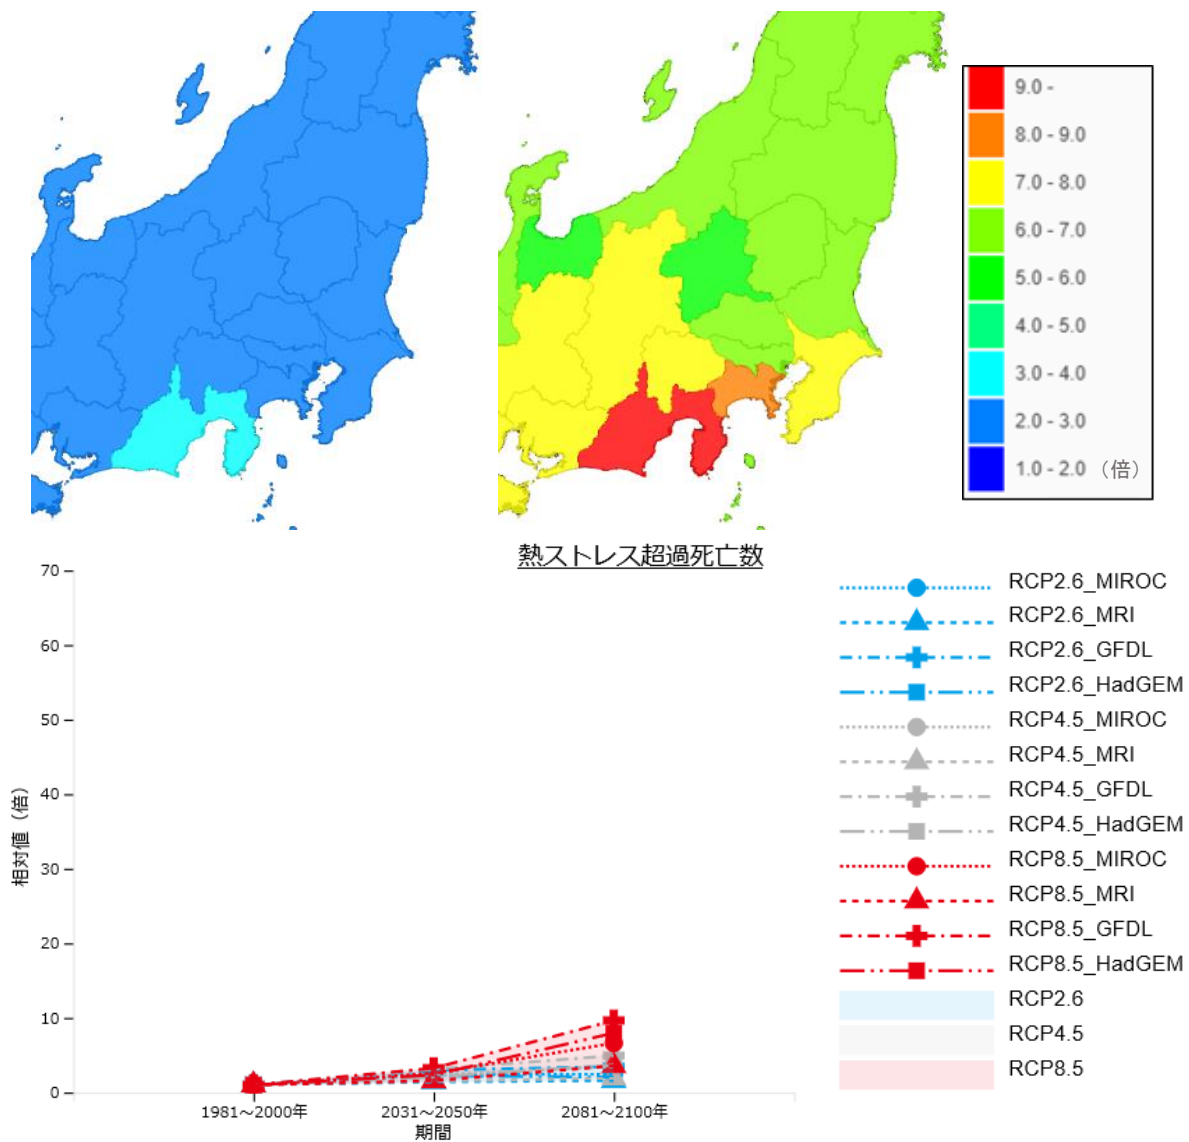 9.0 -
8.0 - 9.0
7.0 - 8.0
6.0 - 7.0
5.0 - 6.0
4.0 - 5.0
3.0 - 4.0
2.0 - 3.0
1.0 - 2.0 (倍)
熱ストレス超過死亡数
70
60
50
40
30
20
10
0
相対値 (倍)
1981~2000年
2031~2050年
2081~2100年
期間
RCP2.6_MIROC
RCP2.6_MRI
RCP2.6_GFDL
RCP2.6_HadGEM
RCP4.5_MIROC
RCP4.5_MRI
RCP4.5_GFDL
RCP4.5_HadGEM
RCP8.5_MIROC
RCP8.5_MRI
RCP8.5_GFDL
RCP8.5_HadGEM
RCP2.6
RCP4.5
RCP8.5